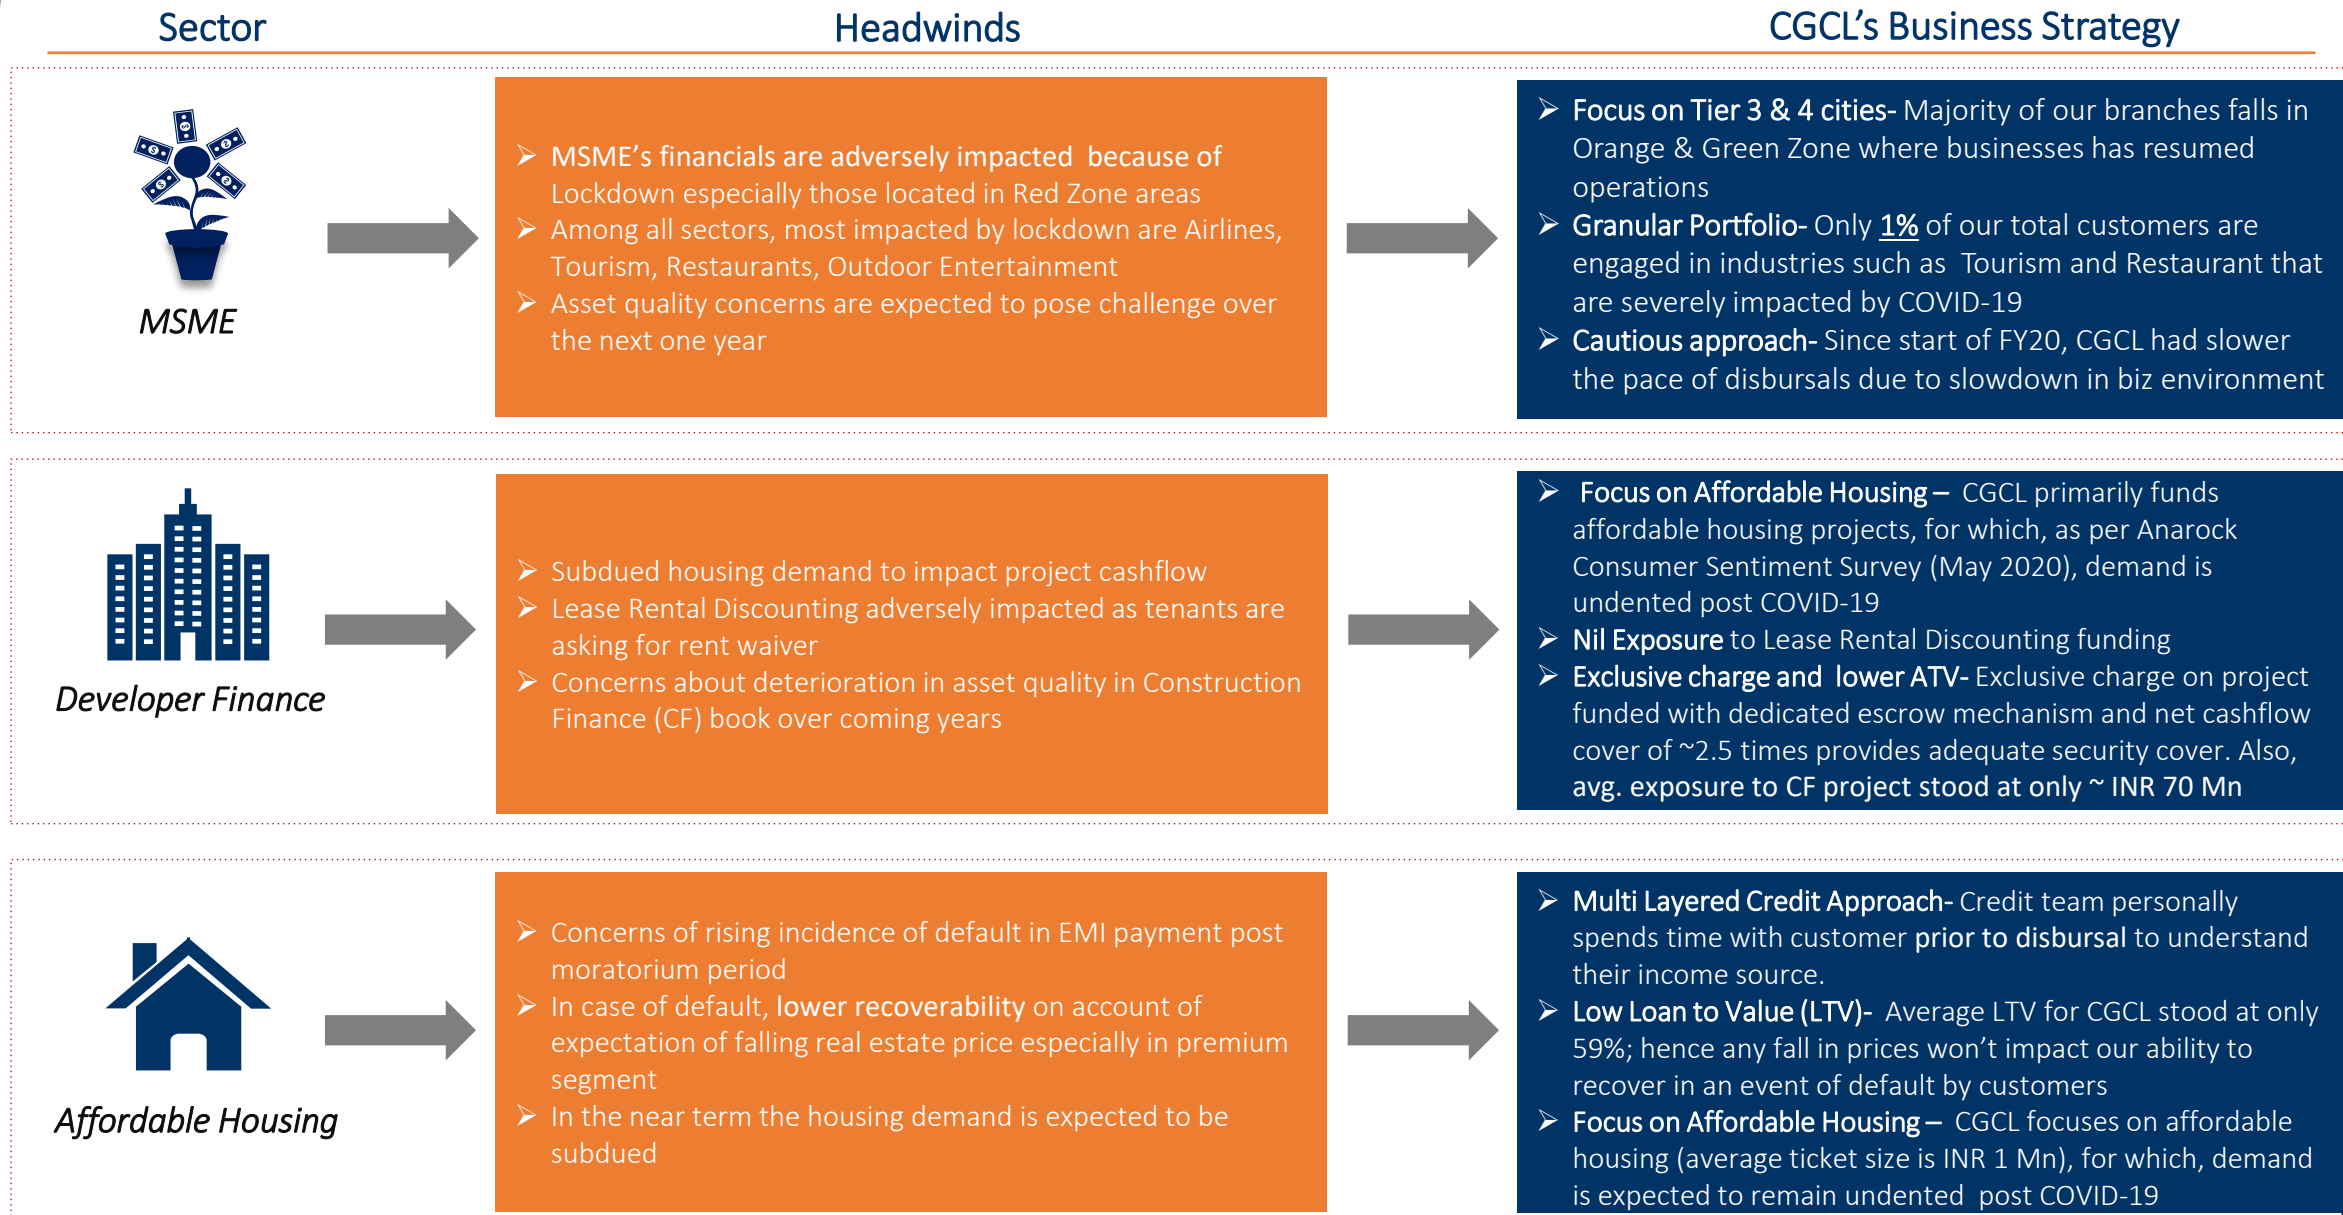 Sector
Headwinds
CGCL's Business Strategy
MSME
➢ MSME's financials are adversely impacted because of
Lockdown especially those located in Red Zone areas
➢ Among all sectors, most impacted by lockdown are Airlines,
Tourism, Restaurants, Outdoor Entertainment
➢ Asset quality concerns are expected to pose challenge over
the next one year
➢ Focus on Tier 3 & 4 cities- Majority of our branches falls in
Orange & Green Zone where businesses has resumed
operations
➢ Granular Portfolio- Only 1% of our total customers are
engaged in industries such as Tourism and Restaurant that
are severely impacted by COVID-19
➢ Cautious approach- Since start of FY20, CGCL had slower
the pace of disbursals due to slowdown in biz environment
Developer Finance
➢ Subdued housing demand to impact project cashflow
➢ Lease Rental Discounting adversely impacted as tenants are
asking for rent waiver
➢ Concerns about deterioration in asset quality in Construction
Finance (CF) book over coming years
➢ Focus on Affordable Housing – CGCL primarily funds
affordable housing projects, for which, as per Anarock
Consumer Sentiment Survey (May 2020), demand is
undented post COVID-19
➢ Nil Exposure to Lease Rental Discounting funding
➢ Exclusive charge and lower ATV- Exclusive charge on project
funded with dedicated escrow mechanism and net cashflow
cover of ~2.5 times provides adequate security cover. Also,
avg. exposure to CF project stood at only ~ INR 70 Mn
Affordable Housing
➢ Concerns of rising incidence of default in EMI payment post
moratorium period
➢ In case of default, lower recoverability on account of
expectation of falling real estate price especially in premium
segment
➢ In the near term the housing demand is expected to be
subdued
➢ Multi Layered Credit Approach- Credit team personally
spends time with customer prior to disbursal to understand
their income source.
➢ Low Loan to Value (LTV)- Average LTV for CGCL stood at only
59%; hence any fall in prices won't impact our ability to
recover in an event of default by customers
➢ Focus on Affordable Housing – CGCL focuses on affordable
housing (average ticket size is INR 1 Mn), for which, demand
is expected to remain undented post COVID-19